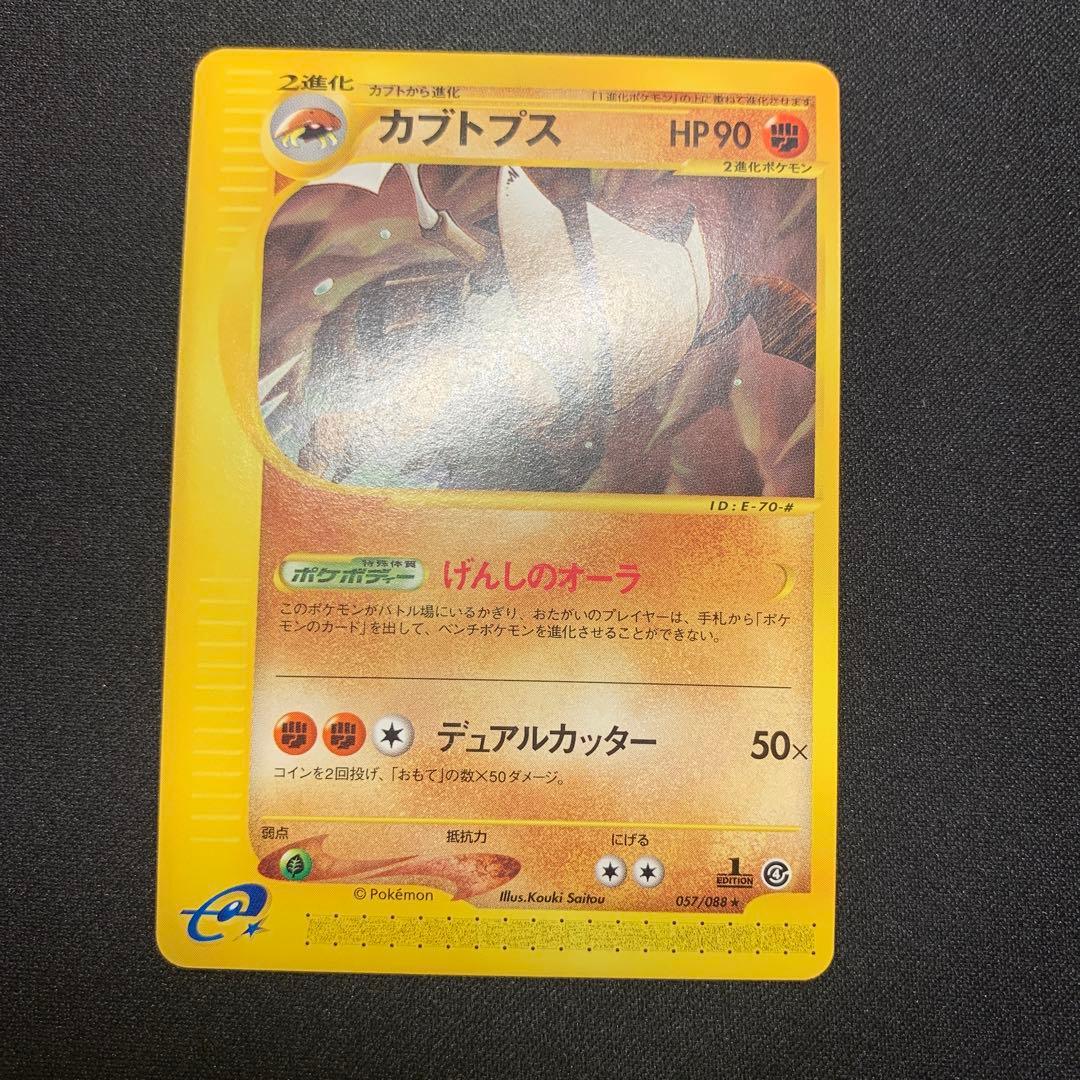 2進化 カブトから進化 「1進化ポケモン」の上に重ねて進化させます
カブトプス HP90
2進化ポケモン
ID:E-70-#
特殊体質
ポケボディー げんしのオーラ
このポケモンがバトル場にいるかぎり、おたがいのプレイヤーは、手札から「ポケ
モンのカード」を出して、ベンチポケモンを進化させることができない。
デュアルカッター 50×
コインを2回投げ、「おもて」の数×50ダメージ。
弱点 抵抗力 にげる
1
EDITION
© Pokémon Illus.Kouki Saitou 057/088 ★